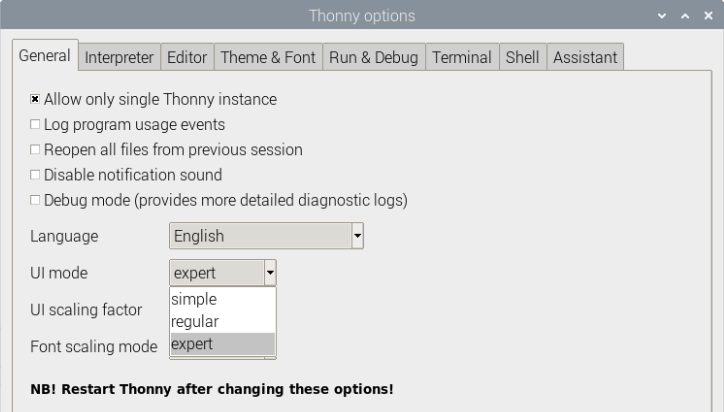 Thonny options
General Interpreter Editor Theme & Font Run & Debug Terminal Shell Assistant
Allow only single Thonny instance
Log program usage events
Reopen all files from previous session
Disable notification sound
Debug mode (provides more detailed diagnostic logs)
Language English
UI mode expert
simple
UI scaling factor
regular
expert
Font scaling mode
NB! Restart Thonny after changing these options!